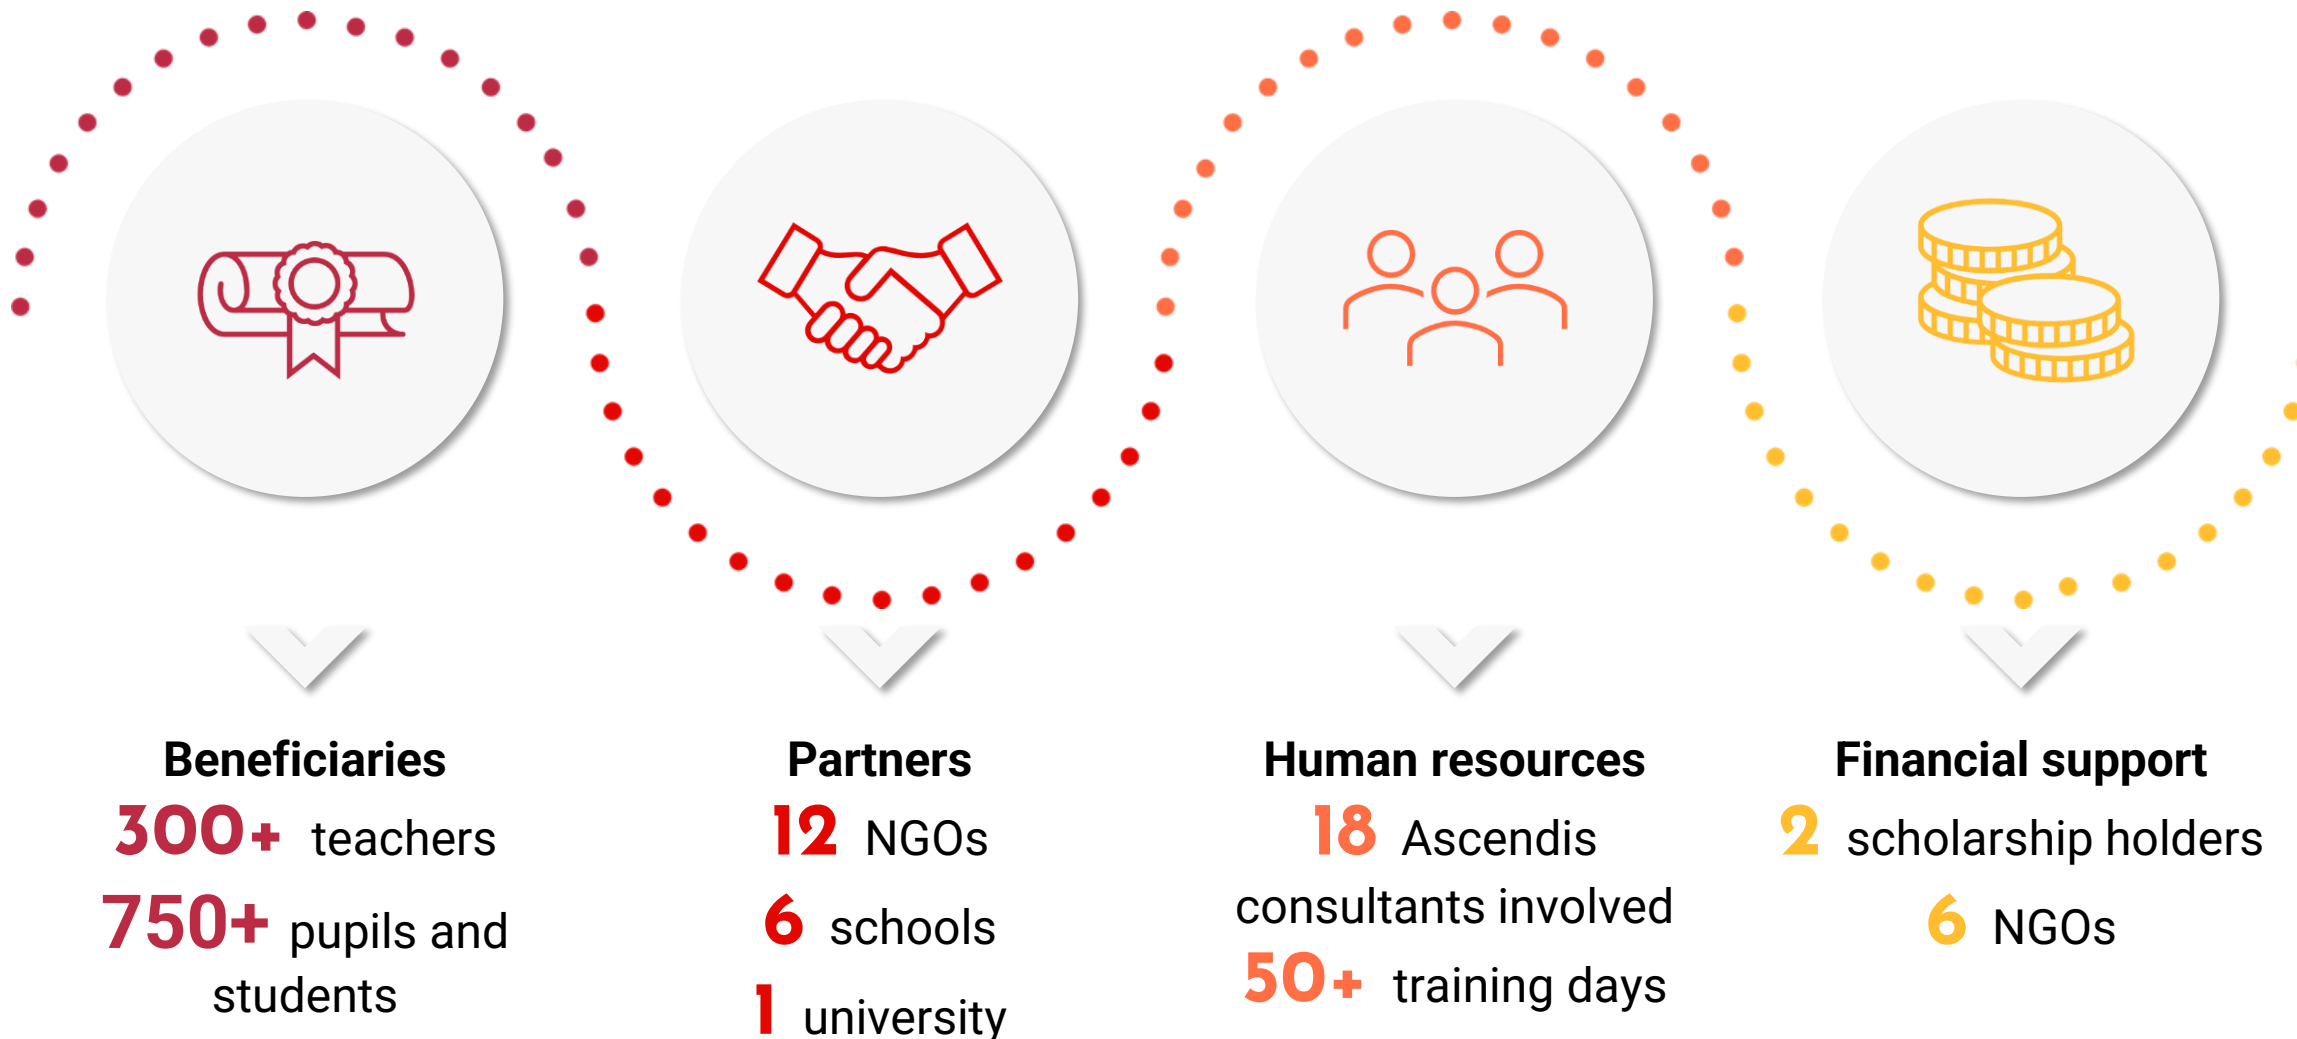 Beneficiaries
300+ teachers
750+ pupils and
students
Partners
12 NGOs
6 schools
1 university
Human resources
18 Ascendis
consultants involved
50+ training days
Financial support
2 scholarship holders
6 NGOs